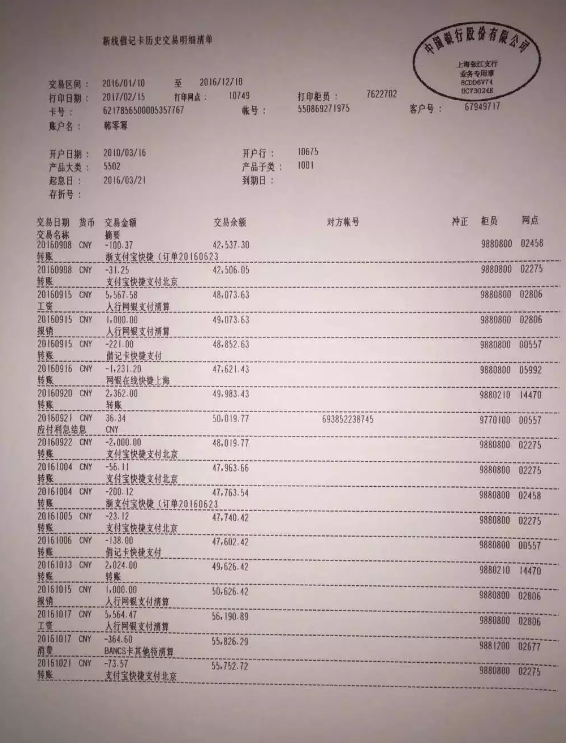 新线借记卡历史交易明细清单
中国银行股份有限公司
上海张江支行
业务专用章
交易区间： 2016/01/10 至 2016/12/10
打印日期： 2017/02/15 打印网点： 10749 打印柜员： 7622702
卡号： 6217856500005357767 帐号： 550869271975 客户号： 67949717
账户名：
开户日期： 2010/03/16 开户行： 10675
产品大类： 5502 产品子类： 1001
起息日： 2016/03/21 到期日：
存折号：
交易日期 货币 交易金额 交易余额 对方帐号 冲正 柜员 网点
交易名称 摘要
20160908 CNY -100.37 42,537.30 9880800 02458
转账 浙支付宝快捷（订单20160623
20160908 CNY -31.25 42,506.05 9880800 02275
转账 支付宝快捷支付北京
20160915 CNY 5,567.58 48,073.63 9880800 02806
工资 人行网银支付清算
20160915 CNY 1,000.00 49,073.63 9880800 02806
报销 人行网银支付清算
20160915 CNY -221.00 48,852.63 9880800 00557
转账 借记卡快捷支付
20160916 CNY -1,231.20 47,621.43 9880800 05992
转账 网银在线快捷上海
20160920 CNY 2,362.00 49,983.43 9880210 14470
转账 转账
20160921 CNY 36.34 50,019.77 693852238745 9770100 00557
应付利息结息 CNY
20160922 CNY -2,000.00 48,019.77 9880800 02275
转账 支付宝快捷支付北京
20161004 CNY -56.11 47,963.66 9880800 02275
转账 支付宝快捷支付北京
20161004 CNY -200.12 47,763.54 9880800 02458
转账 浙支付宝快捷（订单20160623
20161005 CNY -23.12 47,740.42 9880800 02275
转账 支付宝快捷支付北京
20161006 CNY -138.00 47,602.42 9880800 00557
转账 借记卡快捷支付
20161013 CNY 2,024.00 49,626.42 9880210 14470
转账 转账
20161015 CNY 1,000.00 50,626.42 9880800 02806
报销 人行网银支付清算
20161017 CNY 5,564.47 56,190.89 9880800 02806
工资 人行网银支付清算
20161017 CNY -364.60 55,826.29 9881200 02677
消费 BANCS卡其他待清算
20161021 CNY -73.57 55,752.72 9880800 02275
转账 支付宝快捷支付北京